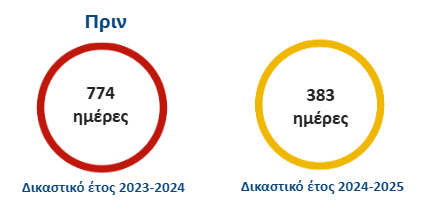 Πριν
774
ημέρες
383
ημέρες
Δικαστικό έτος 2023-2024
Δικαστικό έτος 2024-2025